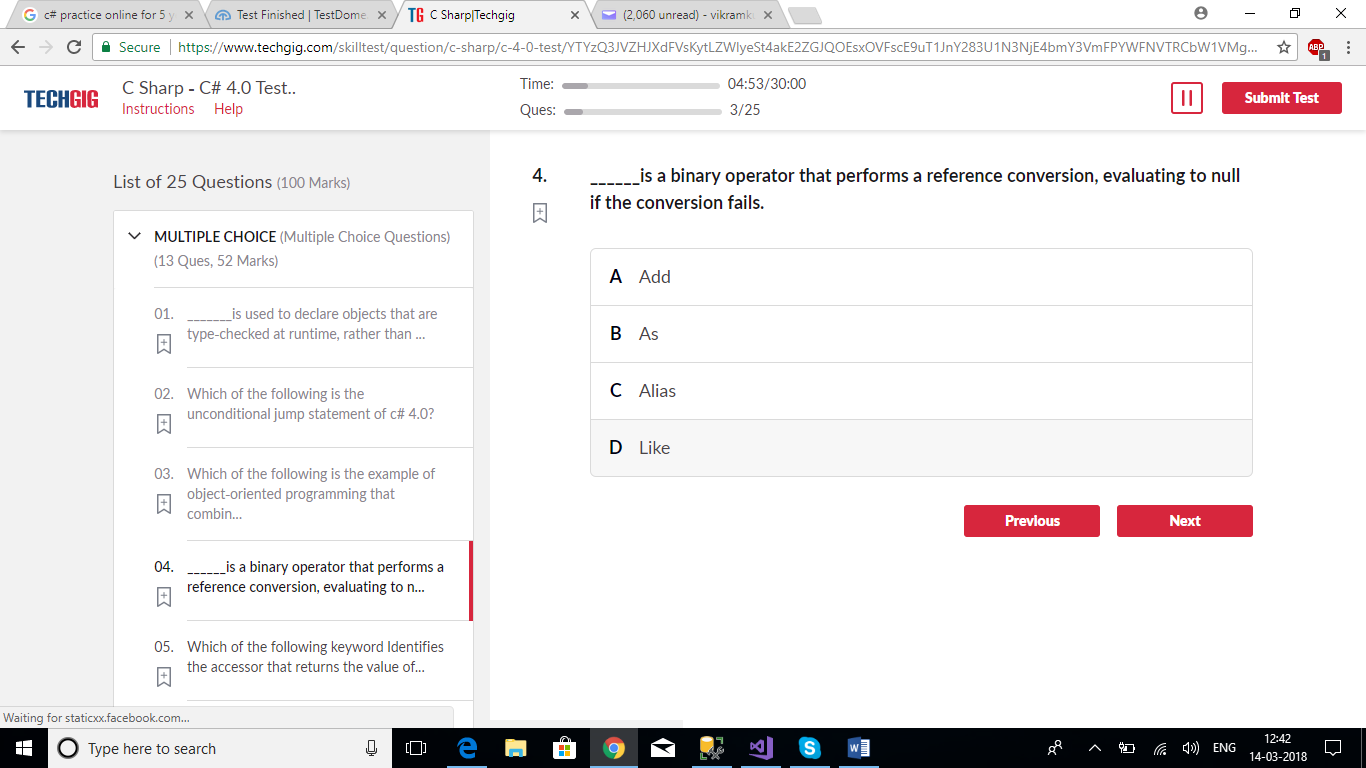 c# practice online for 5 y
Test Finished | TestDome
C Sharp|Techgig
(2,060 unread) - vikramk
Secure
https://www.techgig.com/skilltest/question/c-sharp/c-4-0-test/
ABP
1
TECHGIG
C Sharp - C# 4.0 Test..
Instructions Help
Time: 04:53/30:00
Ques: 3/25
Submit Test
List of 25 Questions (100 Marks)
MULTIPLE CHOICE (Multiple Choice Questions)
(13 Ques, 52 Marks)
01. _______is used to declare objects that are
type-checked at runtime, rather than ...
02. Which of the following is the
unconditional jump statement of c# 4.0?
03. Which of the following is the example of
object-oriented programming that
combin...
04. ______is a binary operator that performs a
reference conversion, evaluating to n...
05. Which of the following keyword Identifies
the accessor that returns the value of...
4. ______is a binary operator that performs a reference conversion, evaluating to null
if the conversion fails.
A Add
B As
C Alias
D Like
Previous Next
Waiting for staticxx.facebook.com...
Type here to search
ENG
12:42
14-03-2018